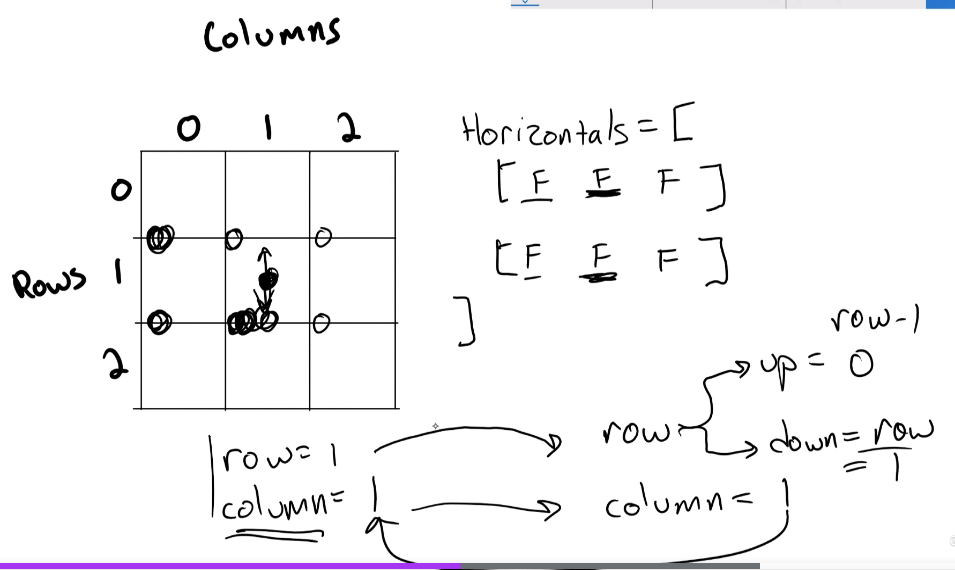 Columns
0 1 2
0
Rows 1
2
Horizontals = [
[ F F F ]
[ F F F ]
]
row-1
up = 0
row
down = row
= 1
row = 1
column = 1
column = 1